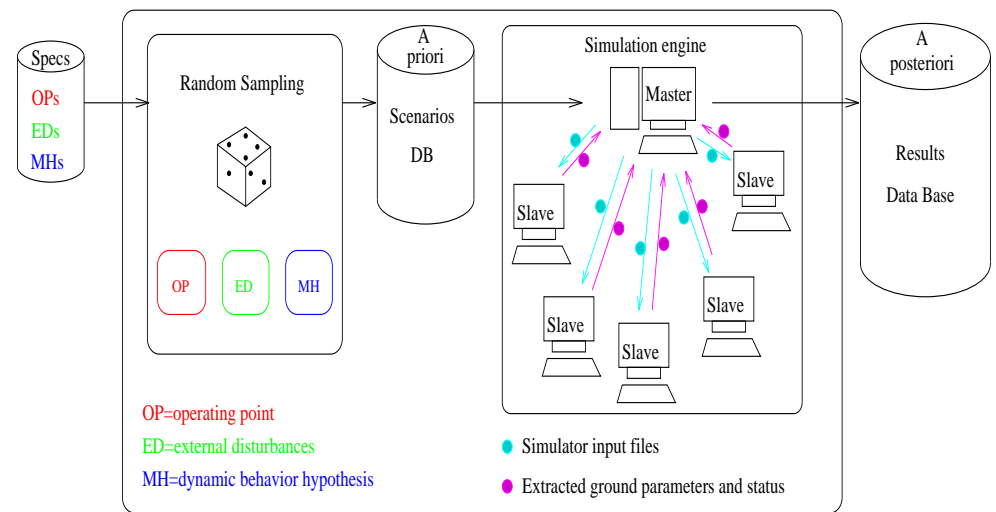 Specs
OPs
EDs
MHs
Random Sampling
OP
ED
MH
A
priori
Scenarios
DB
Simulation engine
Master
Slave
Slave
Slave
Slave
Slave
A
posteriori
Results
Data Base
OP=operating point
ED=external disturbances
MH=dynamic behavior hypothesis
Simulator input files
Extracted ground parameters and status